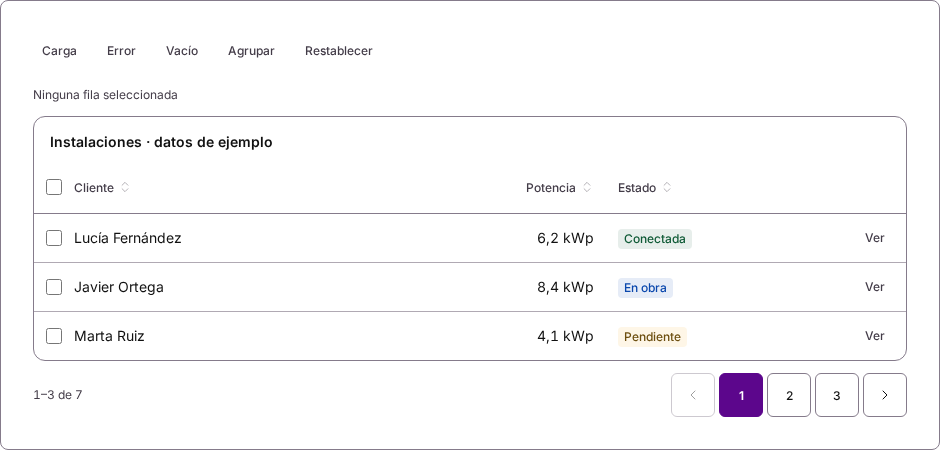 Carga Error Vacío Agrupar Restablecer
Ninguna fila seleccionada
Instalaciones · datos de ejemplo
Cliente Potencia Estado
Lucía Fernández 6,2 kWp Conectada Ver
Javier Ortega 8,4 kWp En obra Ver
Marta Ruiz 4,1 kWp Pendiente Ver
1–3 de 7 1 2 3